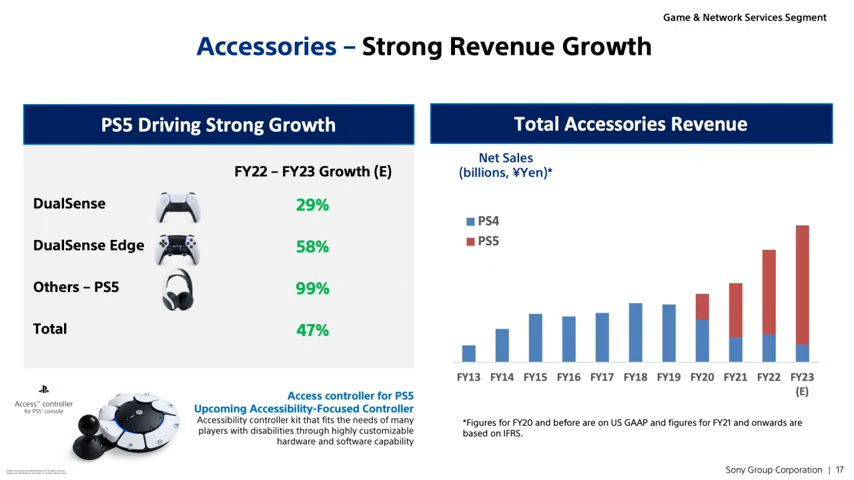 Game & Network Services Segment
Accessories – Strong Revenue Growth
PS5 Driving Strong Growth
FY22 – FY23 Growth (E)
DualSense 29%
DualSense Edge 58%
Others – PS5 99%
Total 47%
Access™ controller
for PS5® console
Access controller for PS5
Upcoming Accessibility-Focused Controller
Accessibility controller kit that fits the needs of many
players with disabilities through highly customizable
hardware and software capability
Total Accessories Revenue
Net Sales
(billions, ¥Yen)*
PS4
PS5
FY13 FY14 FY15 FY16 FY17 FY18 FY19 FY20 FY21 FY22 FY23
(E)
*Figures for FY20 and before are on US GAAP and figures for FY21 and onwards are
based on IFRS.
Sony Group Corporation | 17